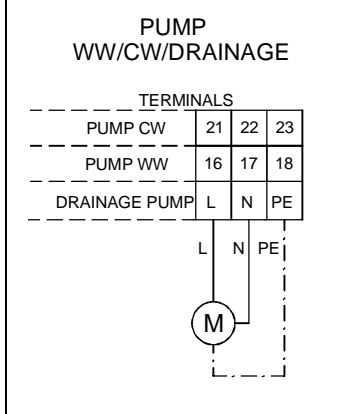 PUMP
WW/CW/DRAINAGE
TERMINALS
PUMP CW 21 22 23
PUMP WW 16 17 18
DRAINAGE PUMP L N PE
L N PE
M